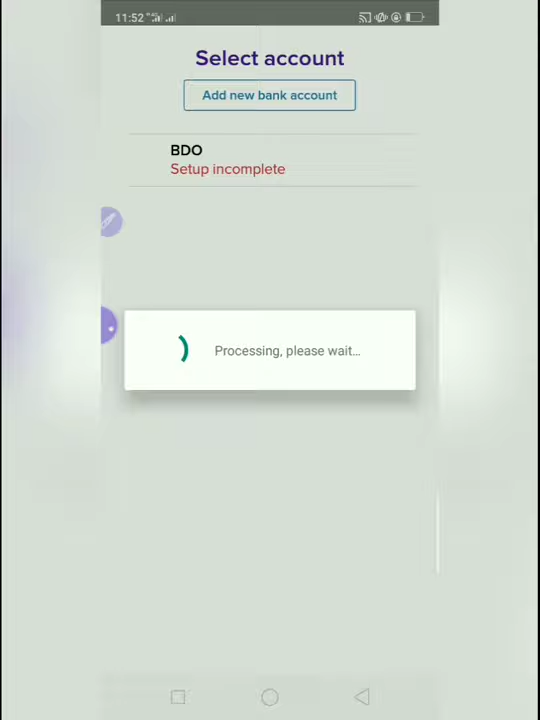 11:52
Select account
Add new bank account
BDO
Setup incomplete
Processing, please wait...